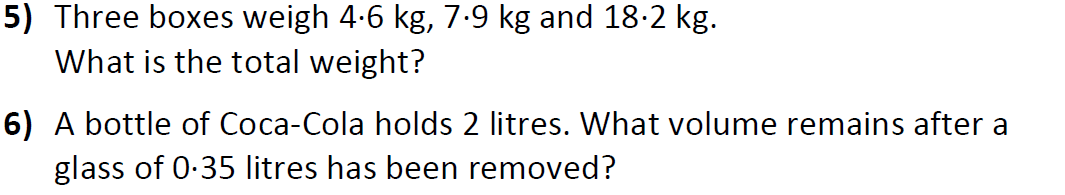 5) Three boxes weigh 4·6 kg, 7·9 kg and 18·2 kg.
What is the total weight?
6) A bottle of Coca-Cola holds 2 litres. What volume remains after a
glass of 0·35 litres has been removed?